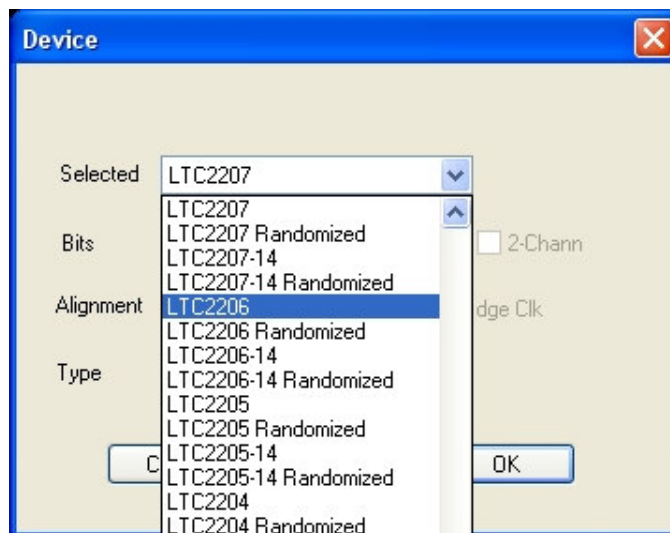 Device
Selected LTC2207
LTC2207
LTC2207 Randomized
Bits 2-Chann
LTC2207-14
LTC2207-14 Randomized
Alignment LTC2206 dge Clk
LTC2206 Randomized
LTC2206-14
Type LTC2206-14 Randomized
LTC2205
LTC2205 Randomized
LTC2205-14
C OK
LTC2205-14 Randomized
LTC2204
LTC2204 Randomized